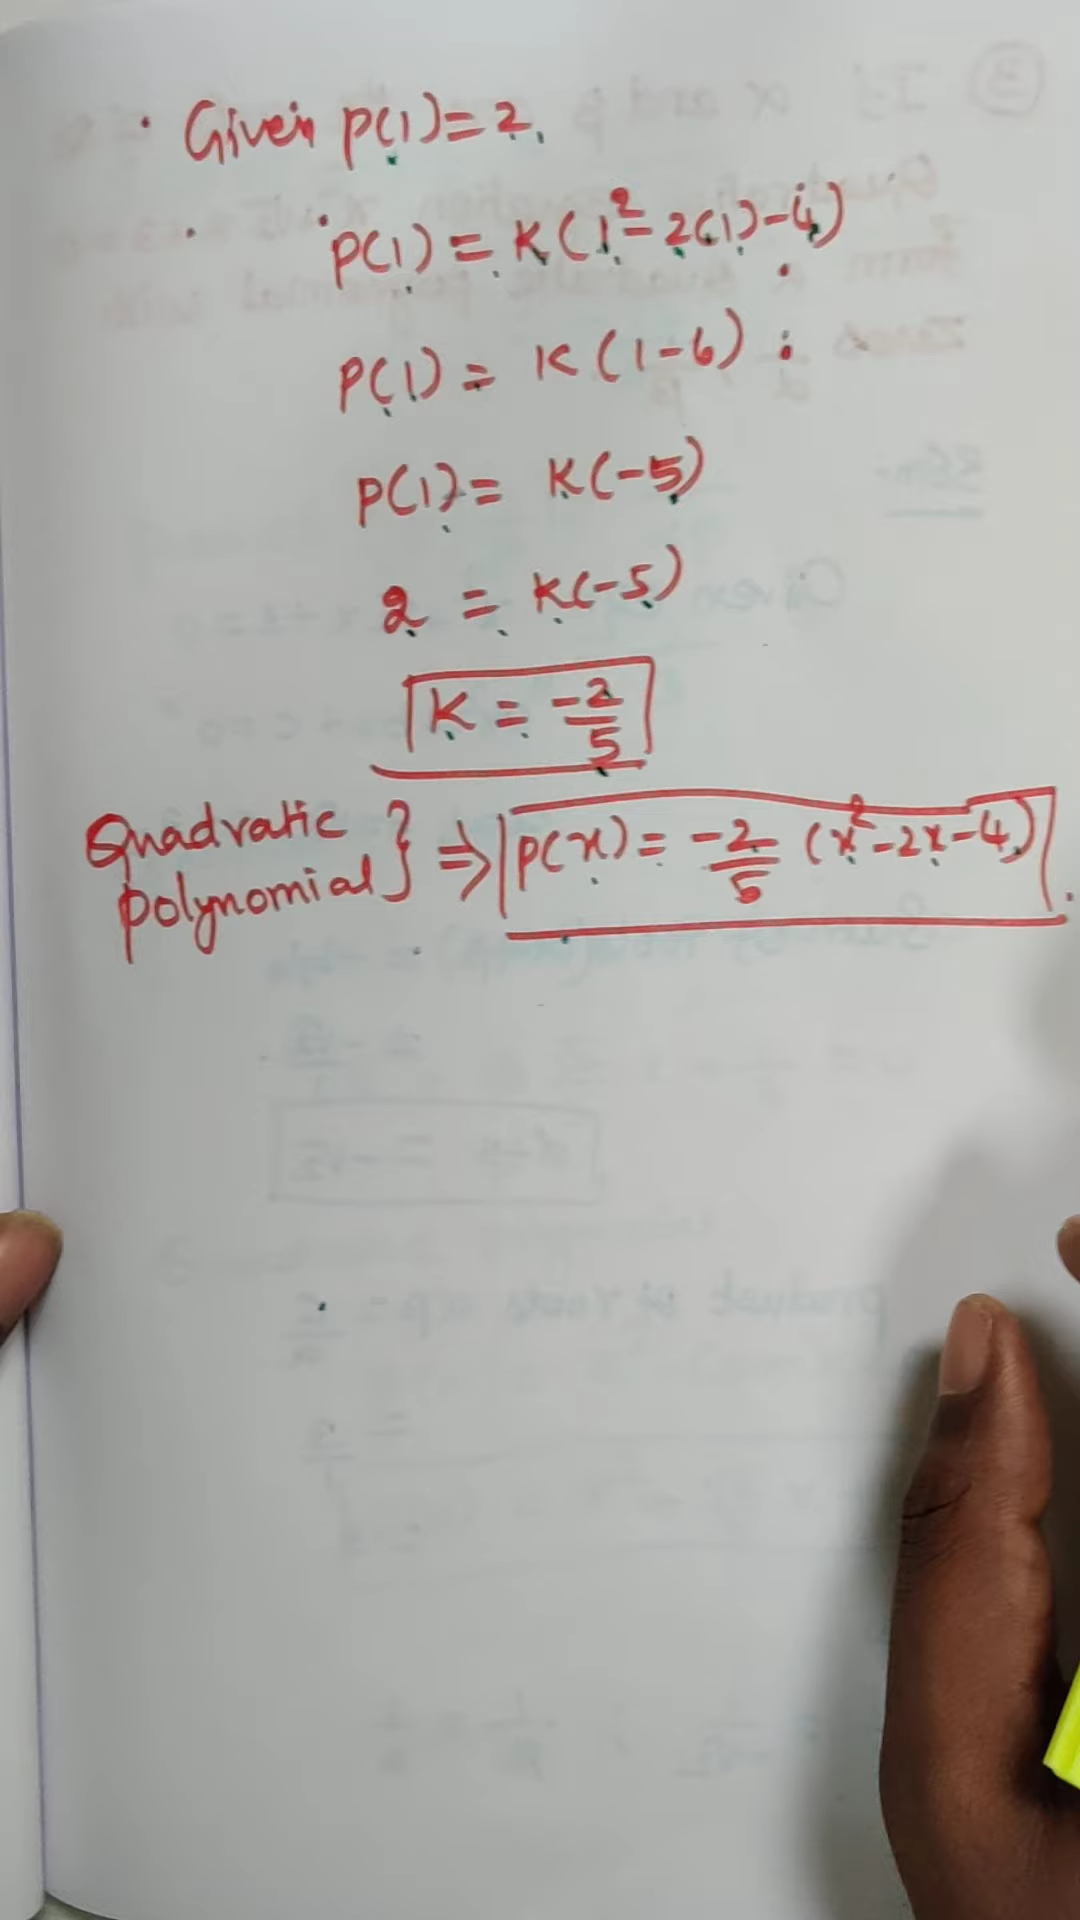 Given P(1)=2.
P(1) = K(1²-2(1)-4)
P(1) = K(1-6)
P(1) = K(-5)
2 = K(-5)
K = -2/5
Quadratic polynomial} ⇒ P(x) = -2/5 (x²-2x-4).